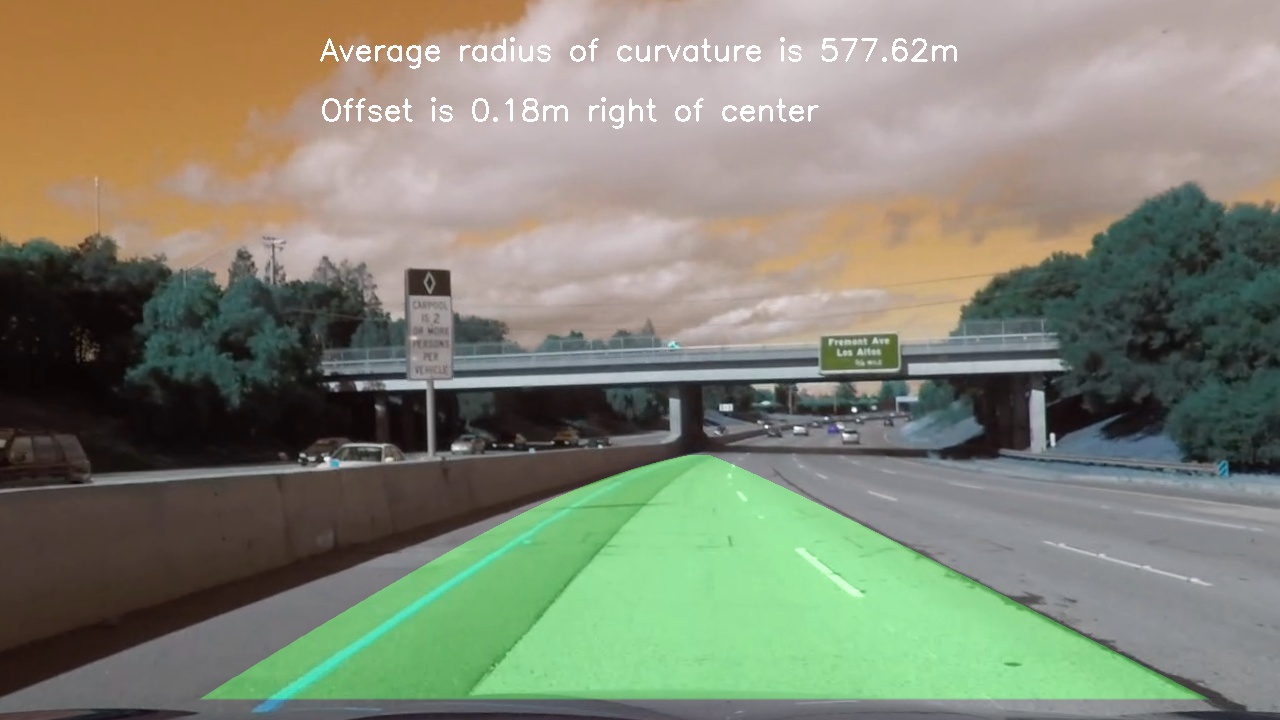 Average radius of curvature is 577.62m
Offset is 0.18m right of center
CARPOOL
IS 2
OR MORE
PERSONS
PER
VEHICLE
Fremont Ave
Los Altos